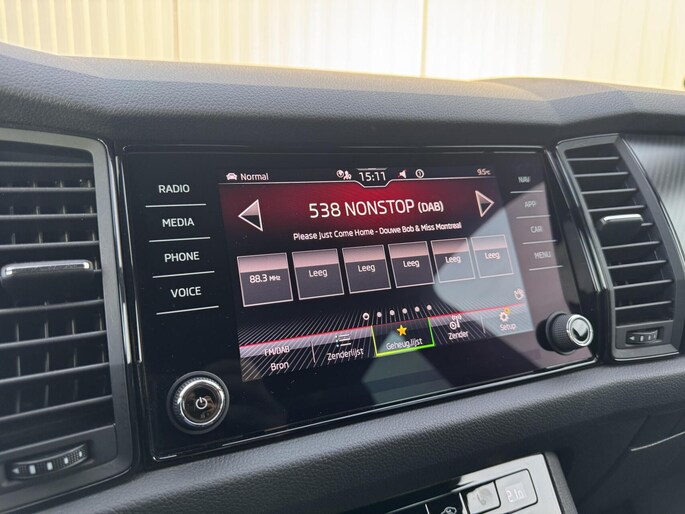 Normal 15:11 9.5°C
538 NONSTOP (DAB)
Please Just Come Home - Douwe Bob & Miss Montreal
88.3 MHz Leeg Leeg Leeg Leeg Leeg
FM/DAB
Bron Zenderlijst Geheug.lijst Zender Setup
RADIO
MEDIA
PHONE
VOICE
NAV
APP
CAR
MENU